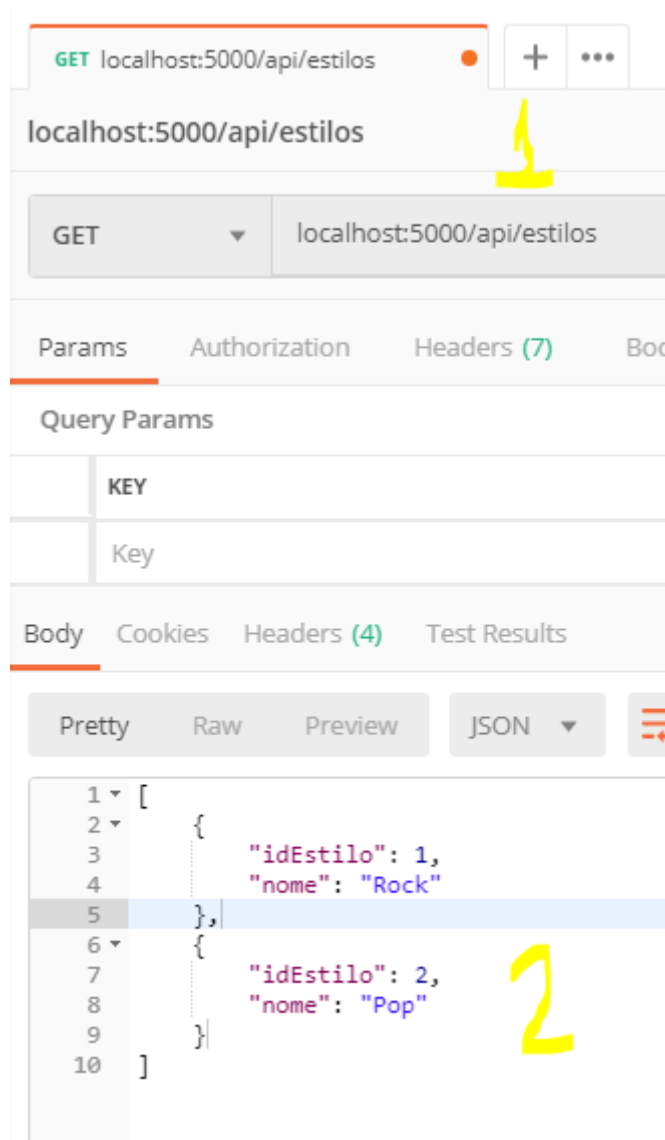 GET localhost:5000/api/estilos + •••
localhost:5000/api/estilos
1
GET localhost:5000/api/estilos
Params Authorization Headers (7)
Query Params
KEY
Key
Body Cookies Headers (4) Test Results
Pretty Raw Preview JSON
1 [
2 {
3 "idEstilo": 1,
4 "nome": "Rock"
5 },
6 {
7 "idEstilo": 2,
8 "nome": "Pop"
9 }
10 ]
2